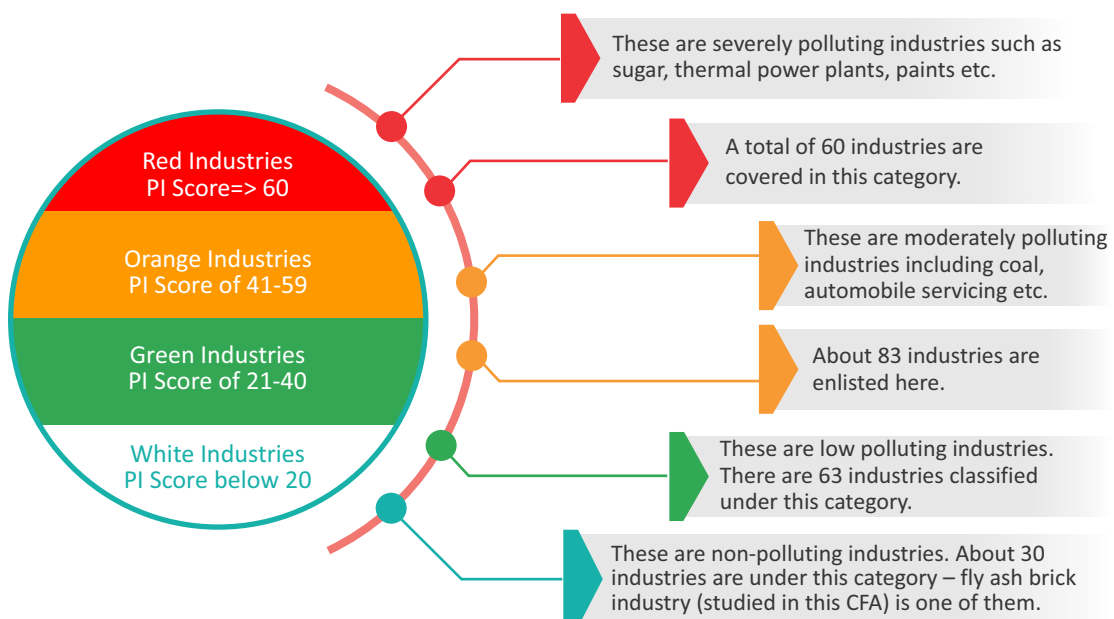 Red Industries
PI Score=> 60
Orange Industries
PI Score of 41-59
Green Industries
PI Score of 21-40
White Industries
PI Score below 20
These are severely polluting industries such as
sugar, thermal power plants, paints etc.
A total of 60 industries are
covered in this category.
These are moderately polluting
industries including coal,
automobile servicing etc.
About 83 industries are
enlisted here.
These are low polluting industries.
There are 63 industries classified
under this category.
These are non-polluting industries. About 30
industries are under this category – fly ash brick
industry (studied in this CFA) is one of them.